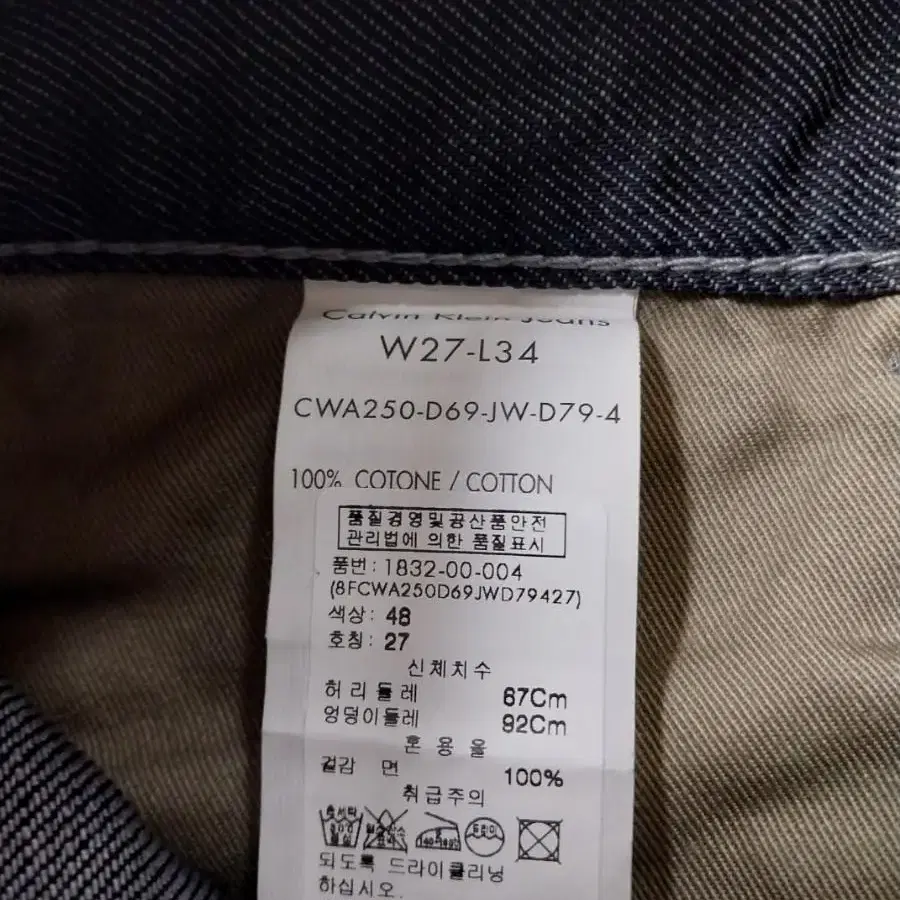 Calvin Klein Jeans
W27-L34
CWA250-D69-JW-D79-4
100% COTONE / COTTON
품질경영및공산품안전
관리법에 의한 품질표시
품번: 1832-00-004
(8FCWA250D69JWD79427)
색상: 48
호칭: 27
신체치수
허리둘레 67Cm
엉덩이둘레 92Cm
혼용율
겉감 면 100%
취급주의
드라이
되도록 드라이클리닝
하십시오.